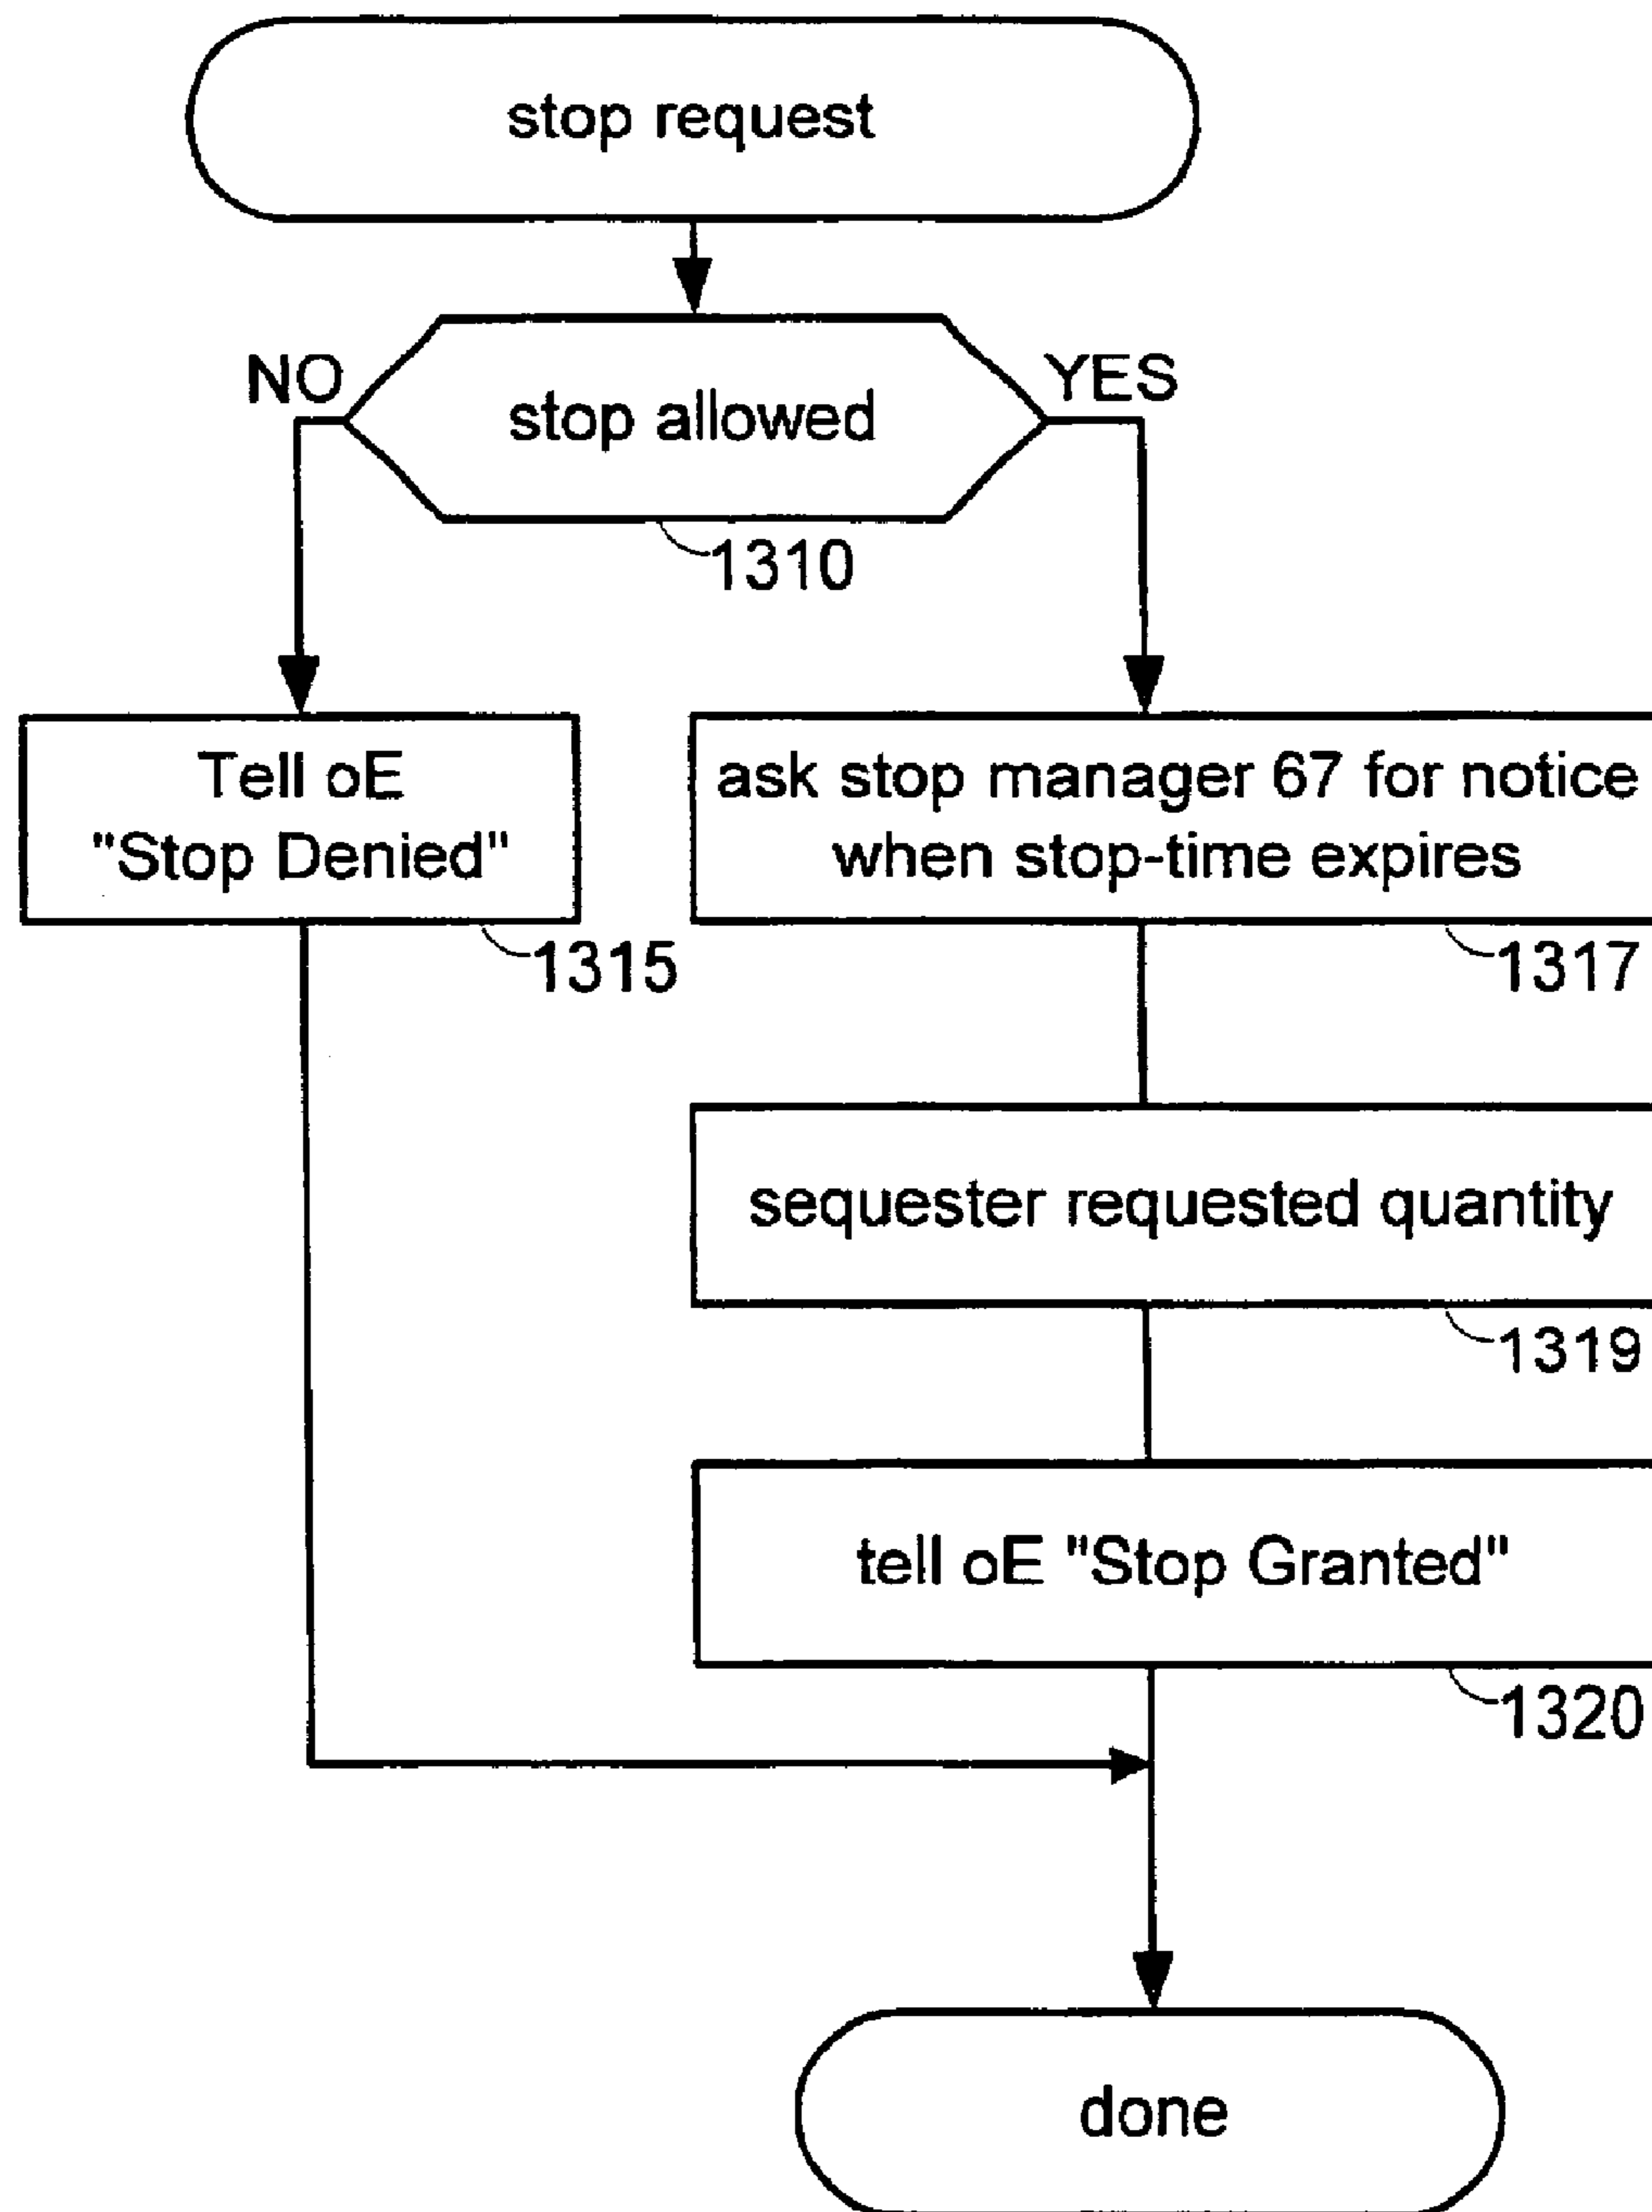 stop request
NO
YES
stop allowed
1310
Tell oE
"Stop Denied"
1315
ask stop manager 67 for notice
when stop-time expires
1317
sequester requested quantity
1319
tell oE "Stop Granted"
1320
done